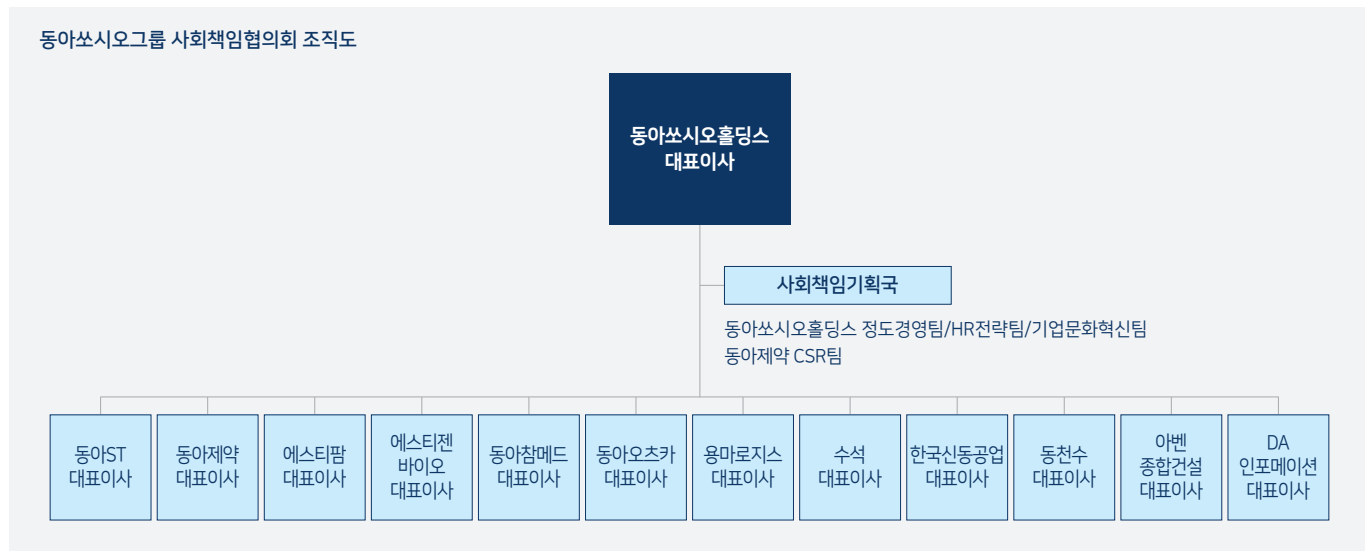 동아쏘시오그룹 사회책임협의회 조직도
동아쏘시오홀딩스
대표이사
사회책임기획국
동아쏘시오홀딩스 정도경영팀/HR전략팀/기업문화혁신팀
동아제약 CSR팀
동아ST
대표이사
동아제약
대표이사
에스티팜
대표이사
에스티젠
바이오
대표이사
동아참메드
대표이사
동아오츠카
대표이사
용마로지스
대표이사
수석
대표이사
한국신동공업
대표이사
동천수
대표이사
아벤
종합건설
대표이사
DA
인포메이션
대표이사